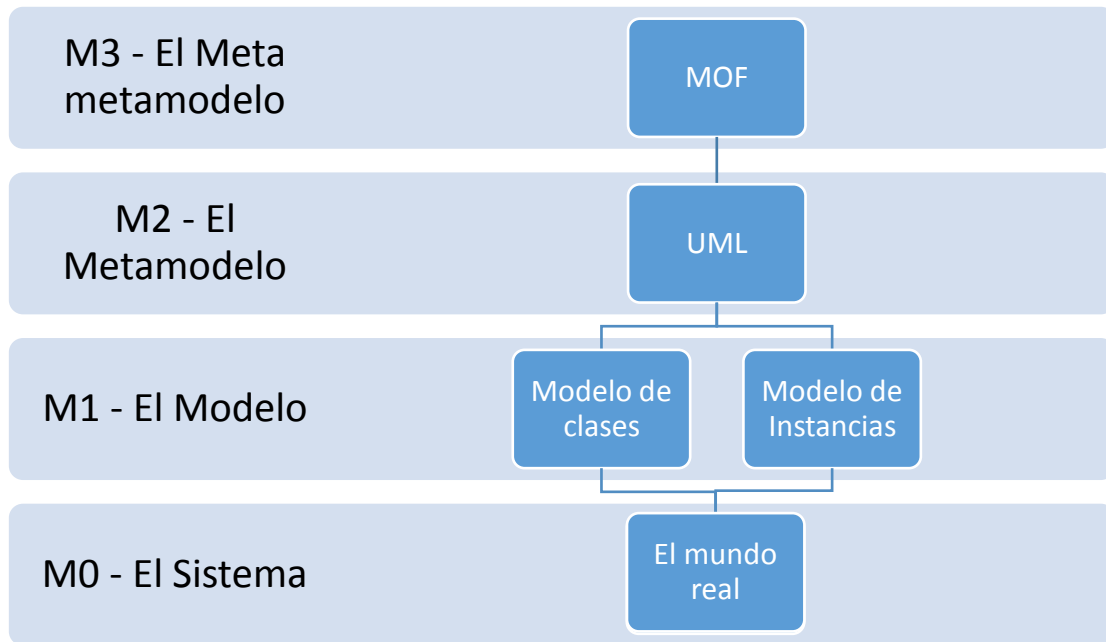 M3 - El Meta
metamodelo
MOF
M2 - El
Metamodelo
UML
M1 - El Modelo
Modelo de
clases
Modelo de
Instancias
M0 - El Sistema
El mundo
real